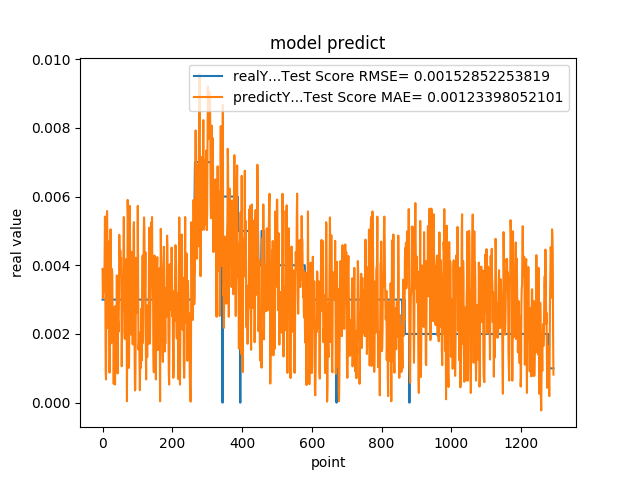 model predict
realY...Test Score RMSE= 0.00152852253819
predictY...Test Score MAE= 0.00123398052101
real value
0.010
0.008
0.006
0.004
0.002
0.000
0 200 400 600 800 1000 1200
point